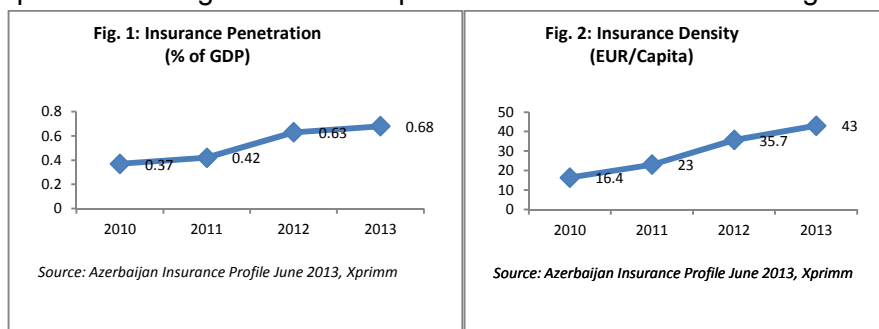 Fig. 1: Insurance Penetration
(% of GDP)
0.8
0.6
0.4
0.2
0
0.37
0.42
0.63
0.68
2010 2011 2012 2013
Source: Azerbaijan Insurance Profile June 2013, Xprimm
Fig. 2: Insurance Density
(EUR/Capita)
50
40
30
20
10
0
16.4
23
35.7
43
2010 2011 2012 2013
Source: Azerbaijan Insurance Profile June 2013, Xprimm